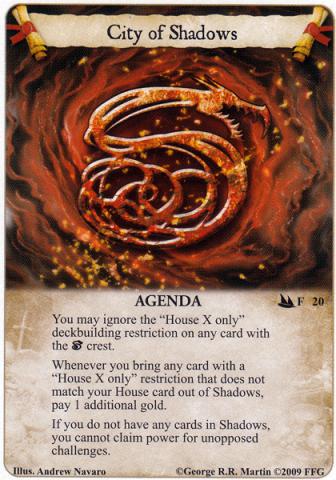 City of Shadows
AGENDA
F 20
You may ignore the “House X only”
deckbuilding restriction on any card with
the crest.
Whenever you bring any card with a
“House X only” restriction that does not
match your House card out of Shadows,
pay 1 additional gold.
If you do not have any cards in Shadows,
you cannot claim power for unopposed
challenges.
Illus. Andrew Navaro ©George R.R. Martin ©2009 FFG